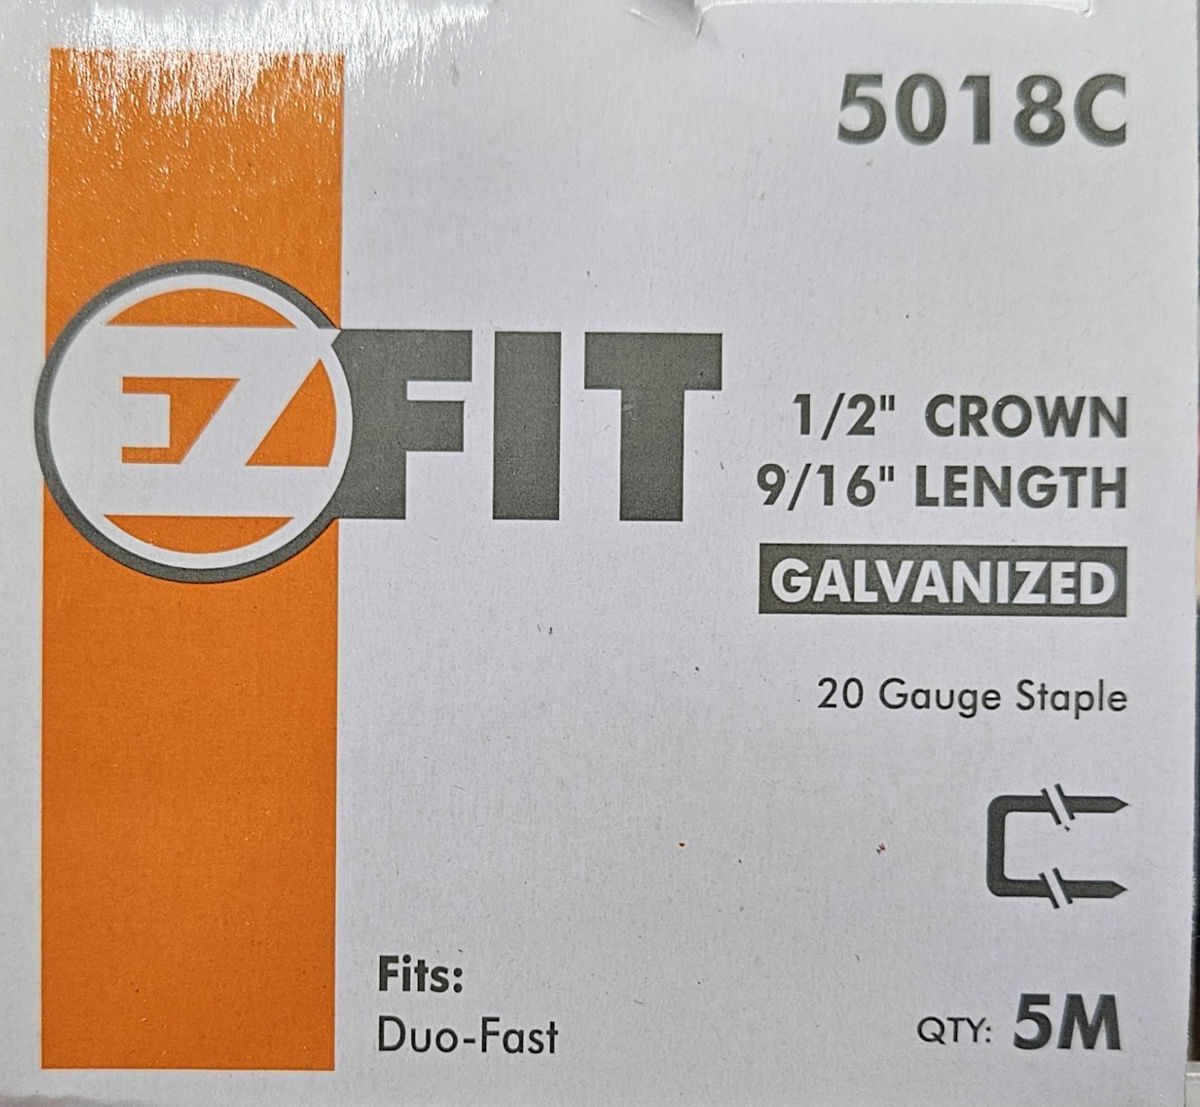 5018C
EZ FIT
1/2" CROWN
9/16" LENGTH
GALVANIZED
20 Gauge Staple
Fits:
Duo-Fast
QTY: 5M